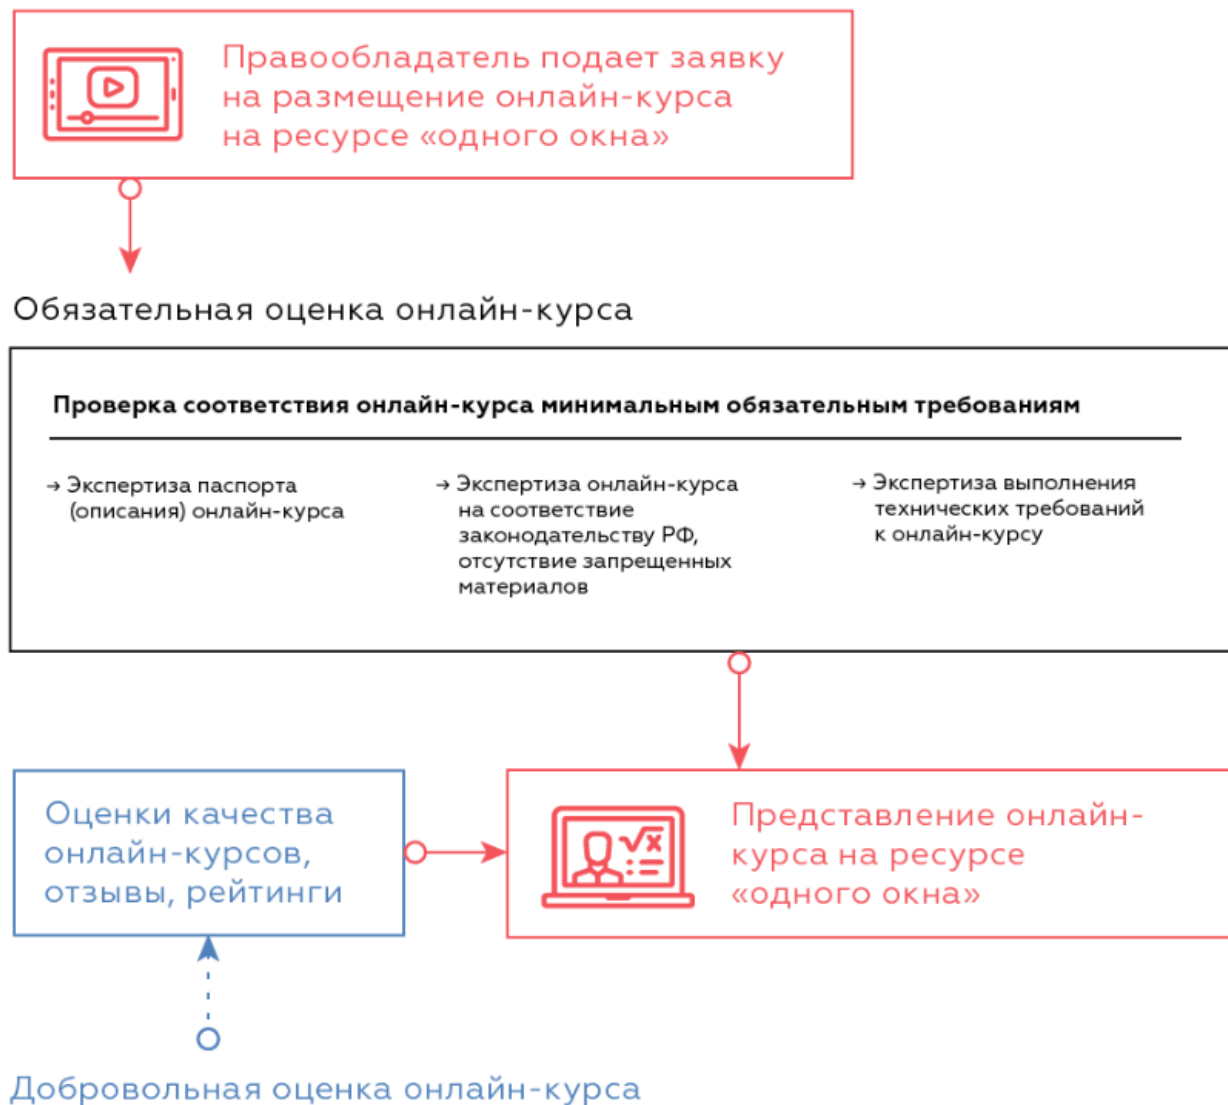 Правообладатель подает заявку
на размещение онлайн-курса
на ресурсе «одного окна»
Обязательная оценка онлайн-курса
Проверка соответствия онлайн-курса минимальным обязательным требованиям
→ Экспертиза паспорта
(описания) онлайн-курса
→ Экспертиза онлайн-курса
на соответствие
законодательству РФ,
отсутствие запрещенных
материалов
→ Экспертиза выполнения
технических требований
к онлайн-курсу
Оценки качества
онлайн-курсов,
отзывы, рейтинги
√x
Представление онлайн-
курса на ресурсе
«одного окна»
Добровольная оценка онлайн-курса